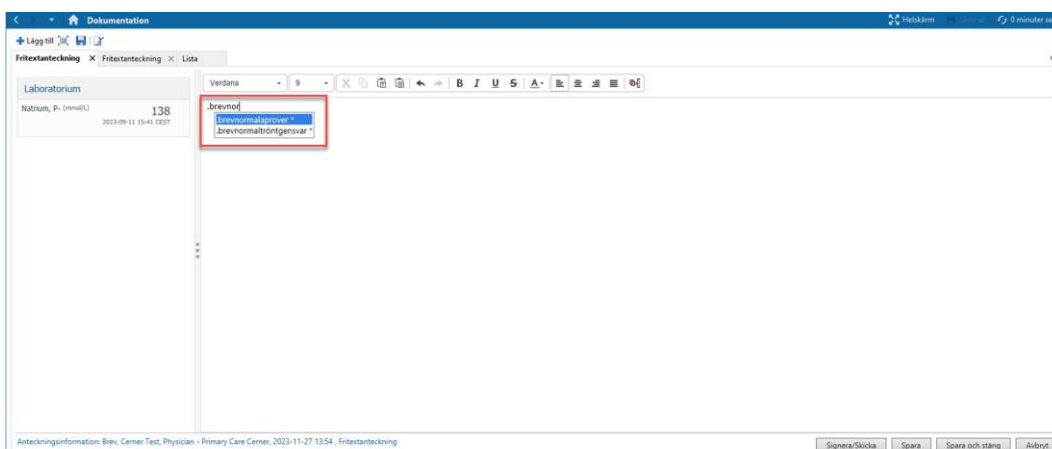 Dokumentation
Helskärm
0 minuter se
Lägg till
Fritextanteckning
Fritextanteckning
Lista
Laboratorium
Natrium, P- (mmol/L) 138
2023-09-11 15:41 CEST
Verdana 9 B I U S A
.brevnor
.brevnormalaprover *
.brevnormaltröntgensvar *
Anteckningsinformation: Brev, Cerner Test, Physician - Primary Care Cerner, 2023-11-27 13:54 , Fritextanteckning
Signera/Skicka Spara Spara och stäng Avbryt